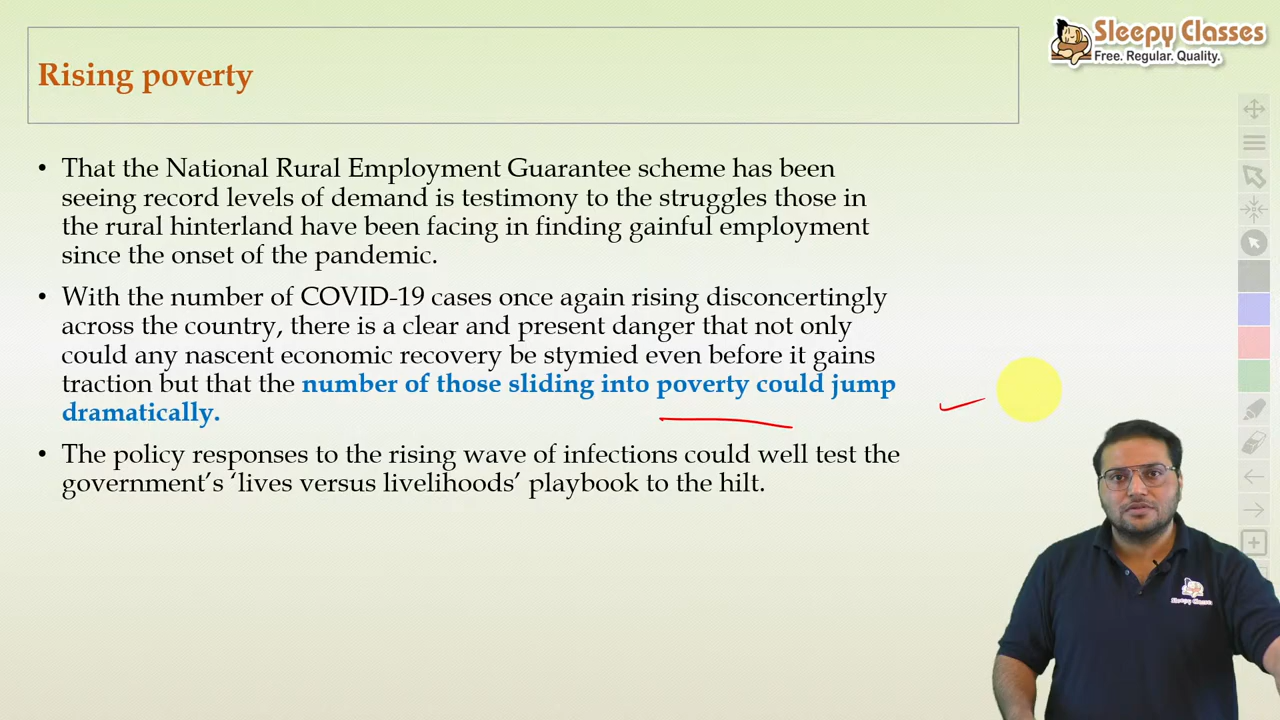 Sleepy Classes
Free. Regular. Quality.
Rising poverty
• That the National Rural Employment Guarantee scheme has been
seeing record levels of demand is testimony to the struggles those in
the rural hinterland have been facing in finding gainful employment
since the onset of the pandemic.
• With the number of COVID-19 cases once again rising disconcertingly
across the country, there is a clear and present danger that not only
could any nascent economic recovery be stymied even before it gains
traction but that the number of those sliding into poverty could jump
dramatically.
• The policy responses to the rising wave of infections could well test the
government’s ‘lives versus livelihoods’ playbook to the hilt.
Sleepy Classes